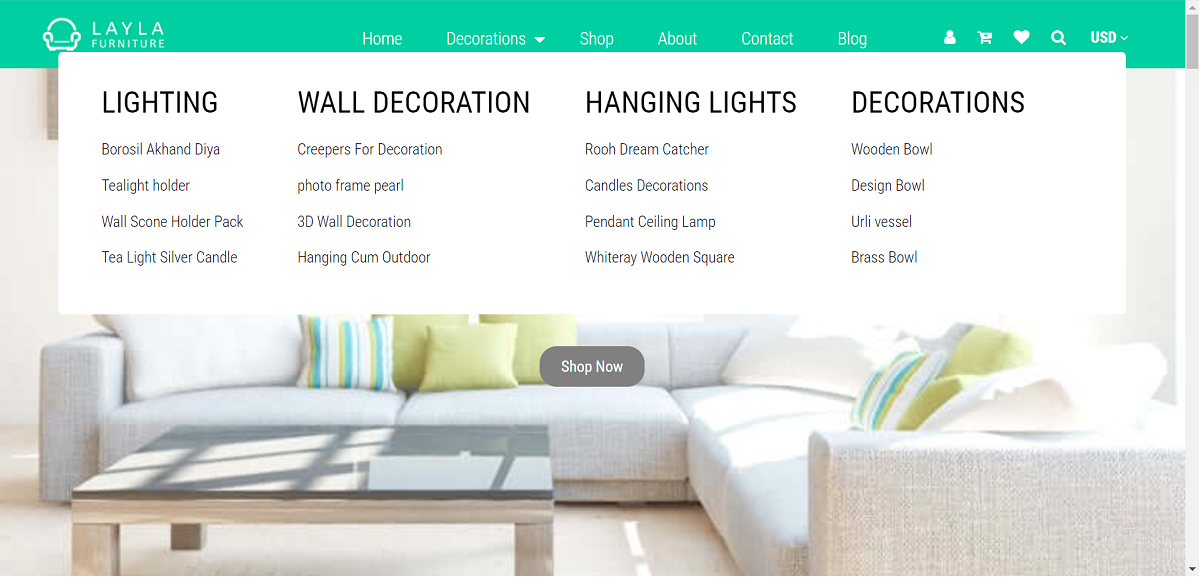 LAYLA
FURNITURE
Home Decorations Shop About Contact Blog USD
LIGHTING
Borosil Akhand Diya
Tealight holder
Wall Scone Holder Pack
Tea Light Silver Candle
WALL DECORATION
Creepers For Decoration
photo frame pearl
3D Wall Decoration
Hanging Cum Outdoor
HANGING LIGHTS
Rooh Dream Catcher
Candles Decorations
Pendant Ceiling Lamp
Whiteray Wooden Square
DECORATIONS
Wooden Bowl
Design Bowl
Urli vessel
Brass Bowl
Shop Now